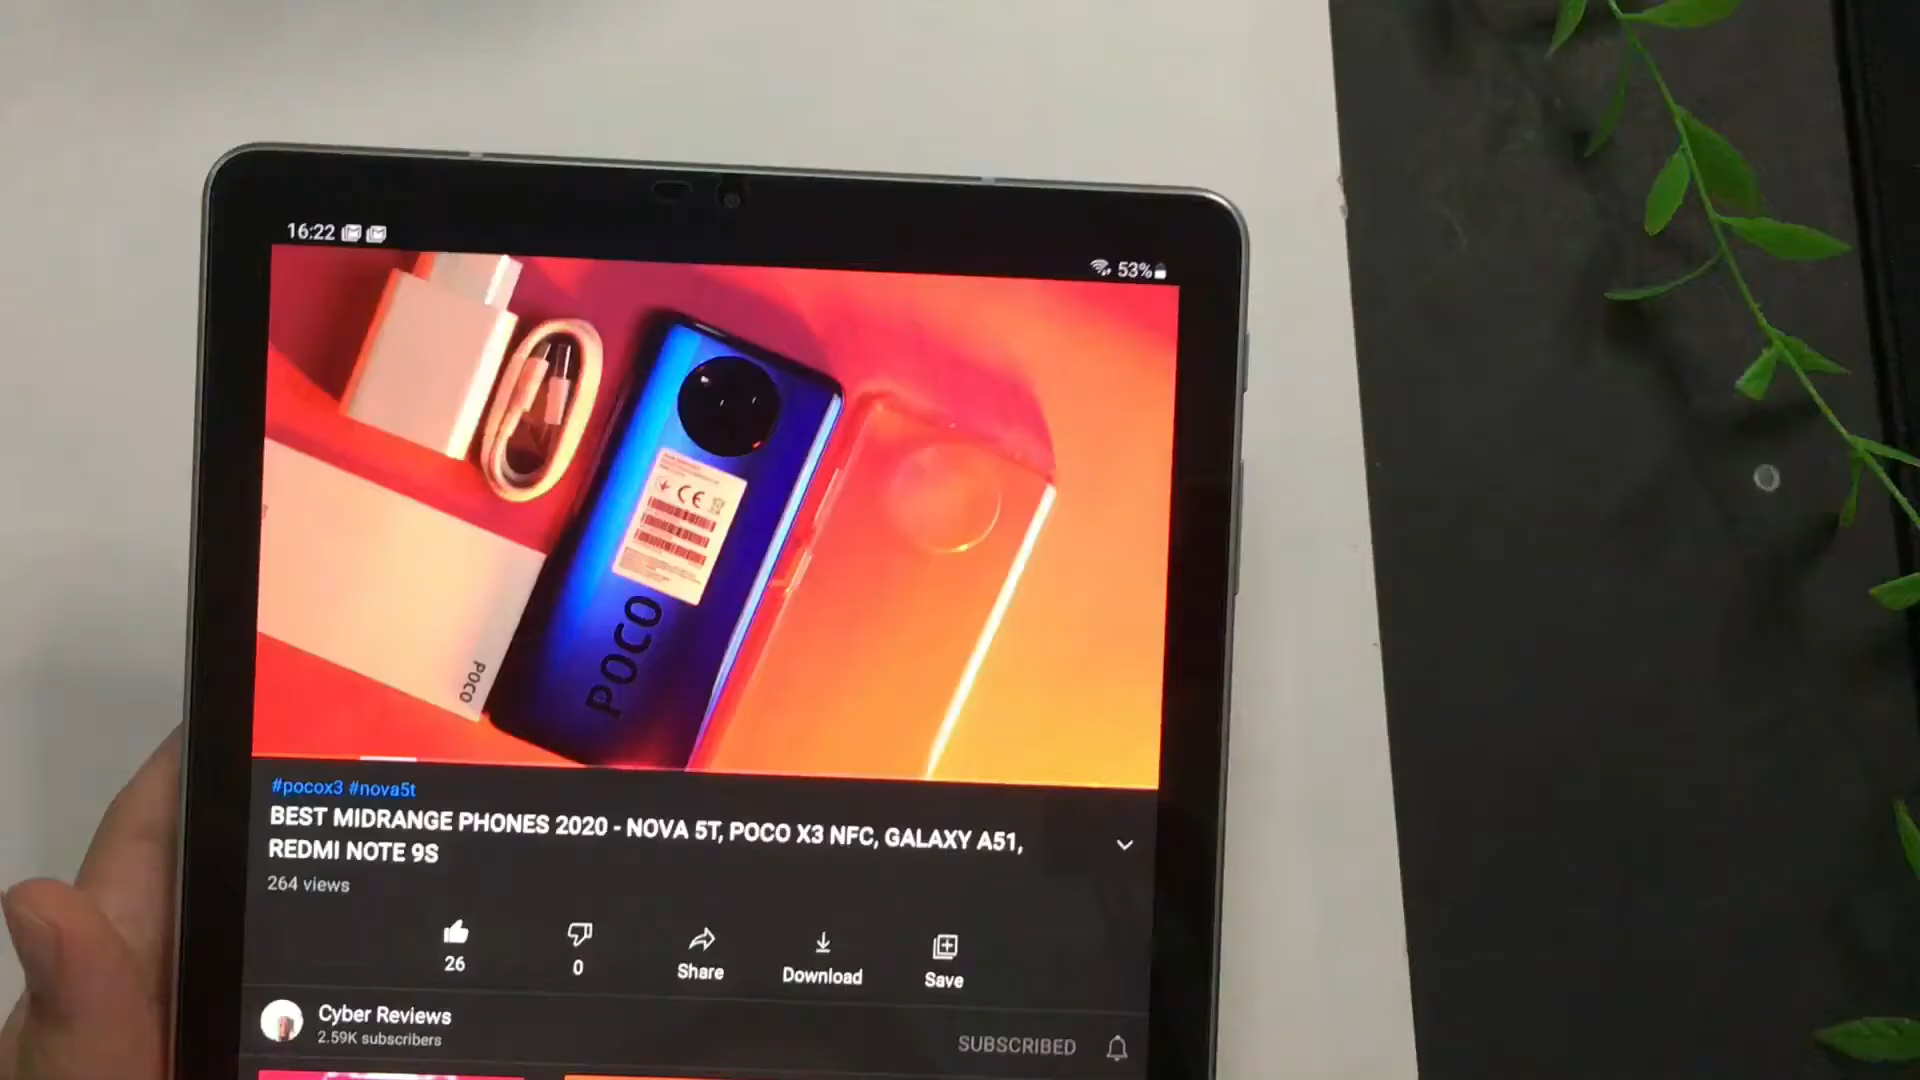 16:22
53%
CE
POCO
POCO
#pocox3 #nova5t
BEST MIDRANGE PHONES 2020 - NOVA 5T, POCO X3 NFC, GALAXY A51,
REDMI NOTE 9S
264 views
26
0
Share
Download
Save
Cyber Reviews
2.59K subscribers
SUBSCRIBED